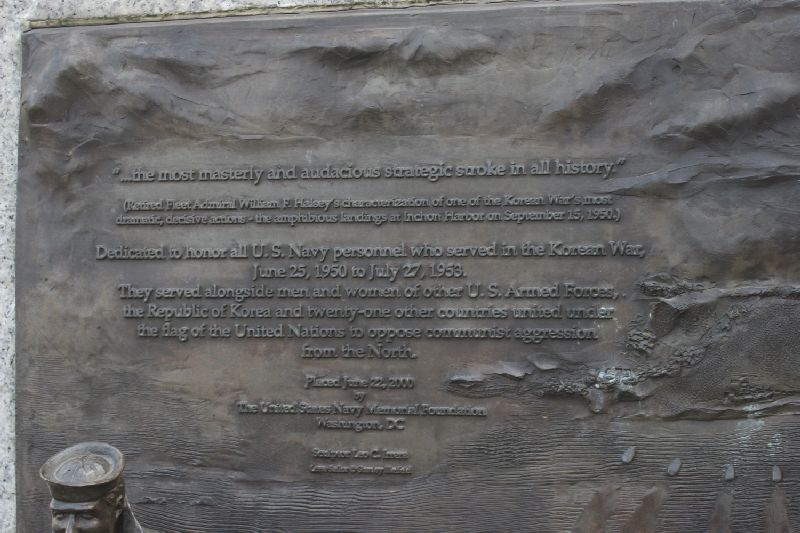 "...the most masterly and audacious strategic stroke in all history."
(Retired Fleet Admiral William F. Halsey's characterization of one of the Korean War's most
dramatic, decisive actions - the amphibious landings at Inchon Harbor on September 15, 1950.)
Dedicated to honor all U. S. Navy personnel who served in the Korean War,
June 25, 1950 to July 27, 1953.
They served alongside men and women of other U. S. Armed Forces,
the Republic of Korea and twenty-one other countries united under
the flag of the United Nations to oppose communist aggression
from the North.
Placed June 22, 2000
by
The United States Navy Memorial Foundation
Washington, DC
Sculptor: Leo C. Irrera